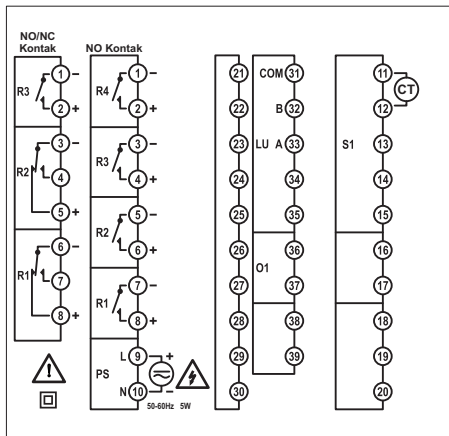 NO/NC
Kontak
NO Kontak
R3
1 −
2 +
R2
3 −
4
5 +
R1
6 −
7
8 +
R4
1 −
2 +
R3
3 −
4 +
R2
5 −
6 +
R1
7 −
8 +
PS
L 9 +
N 10 −
50-60Hz 5W
21
22
23
24
25
26
27
28
29
30
COM 31
B 32
LU A 33
34
35
O1
36
37
38
39
S1
11
12
CT
13
14
15
16
17
18
19
20